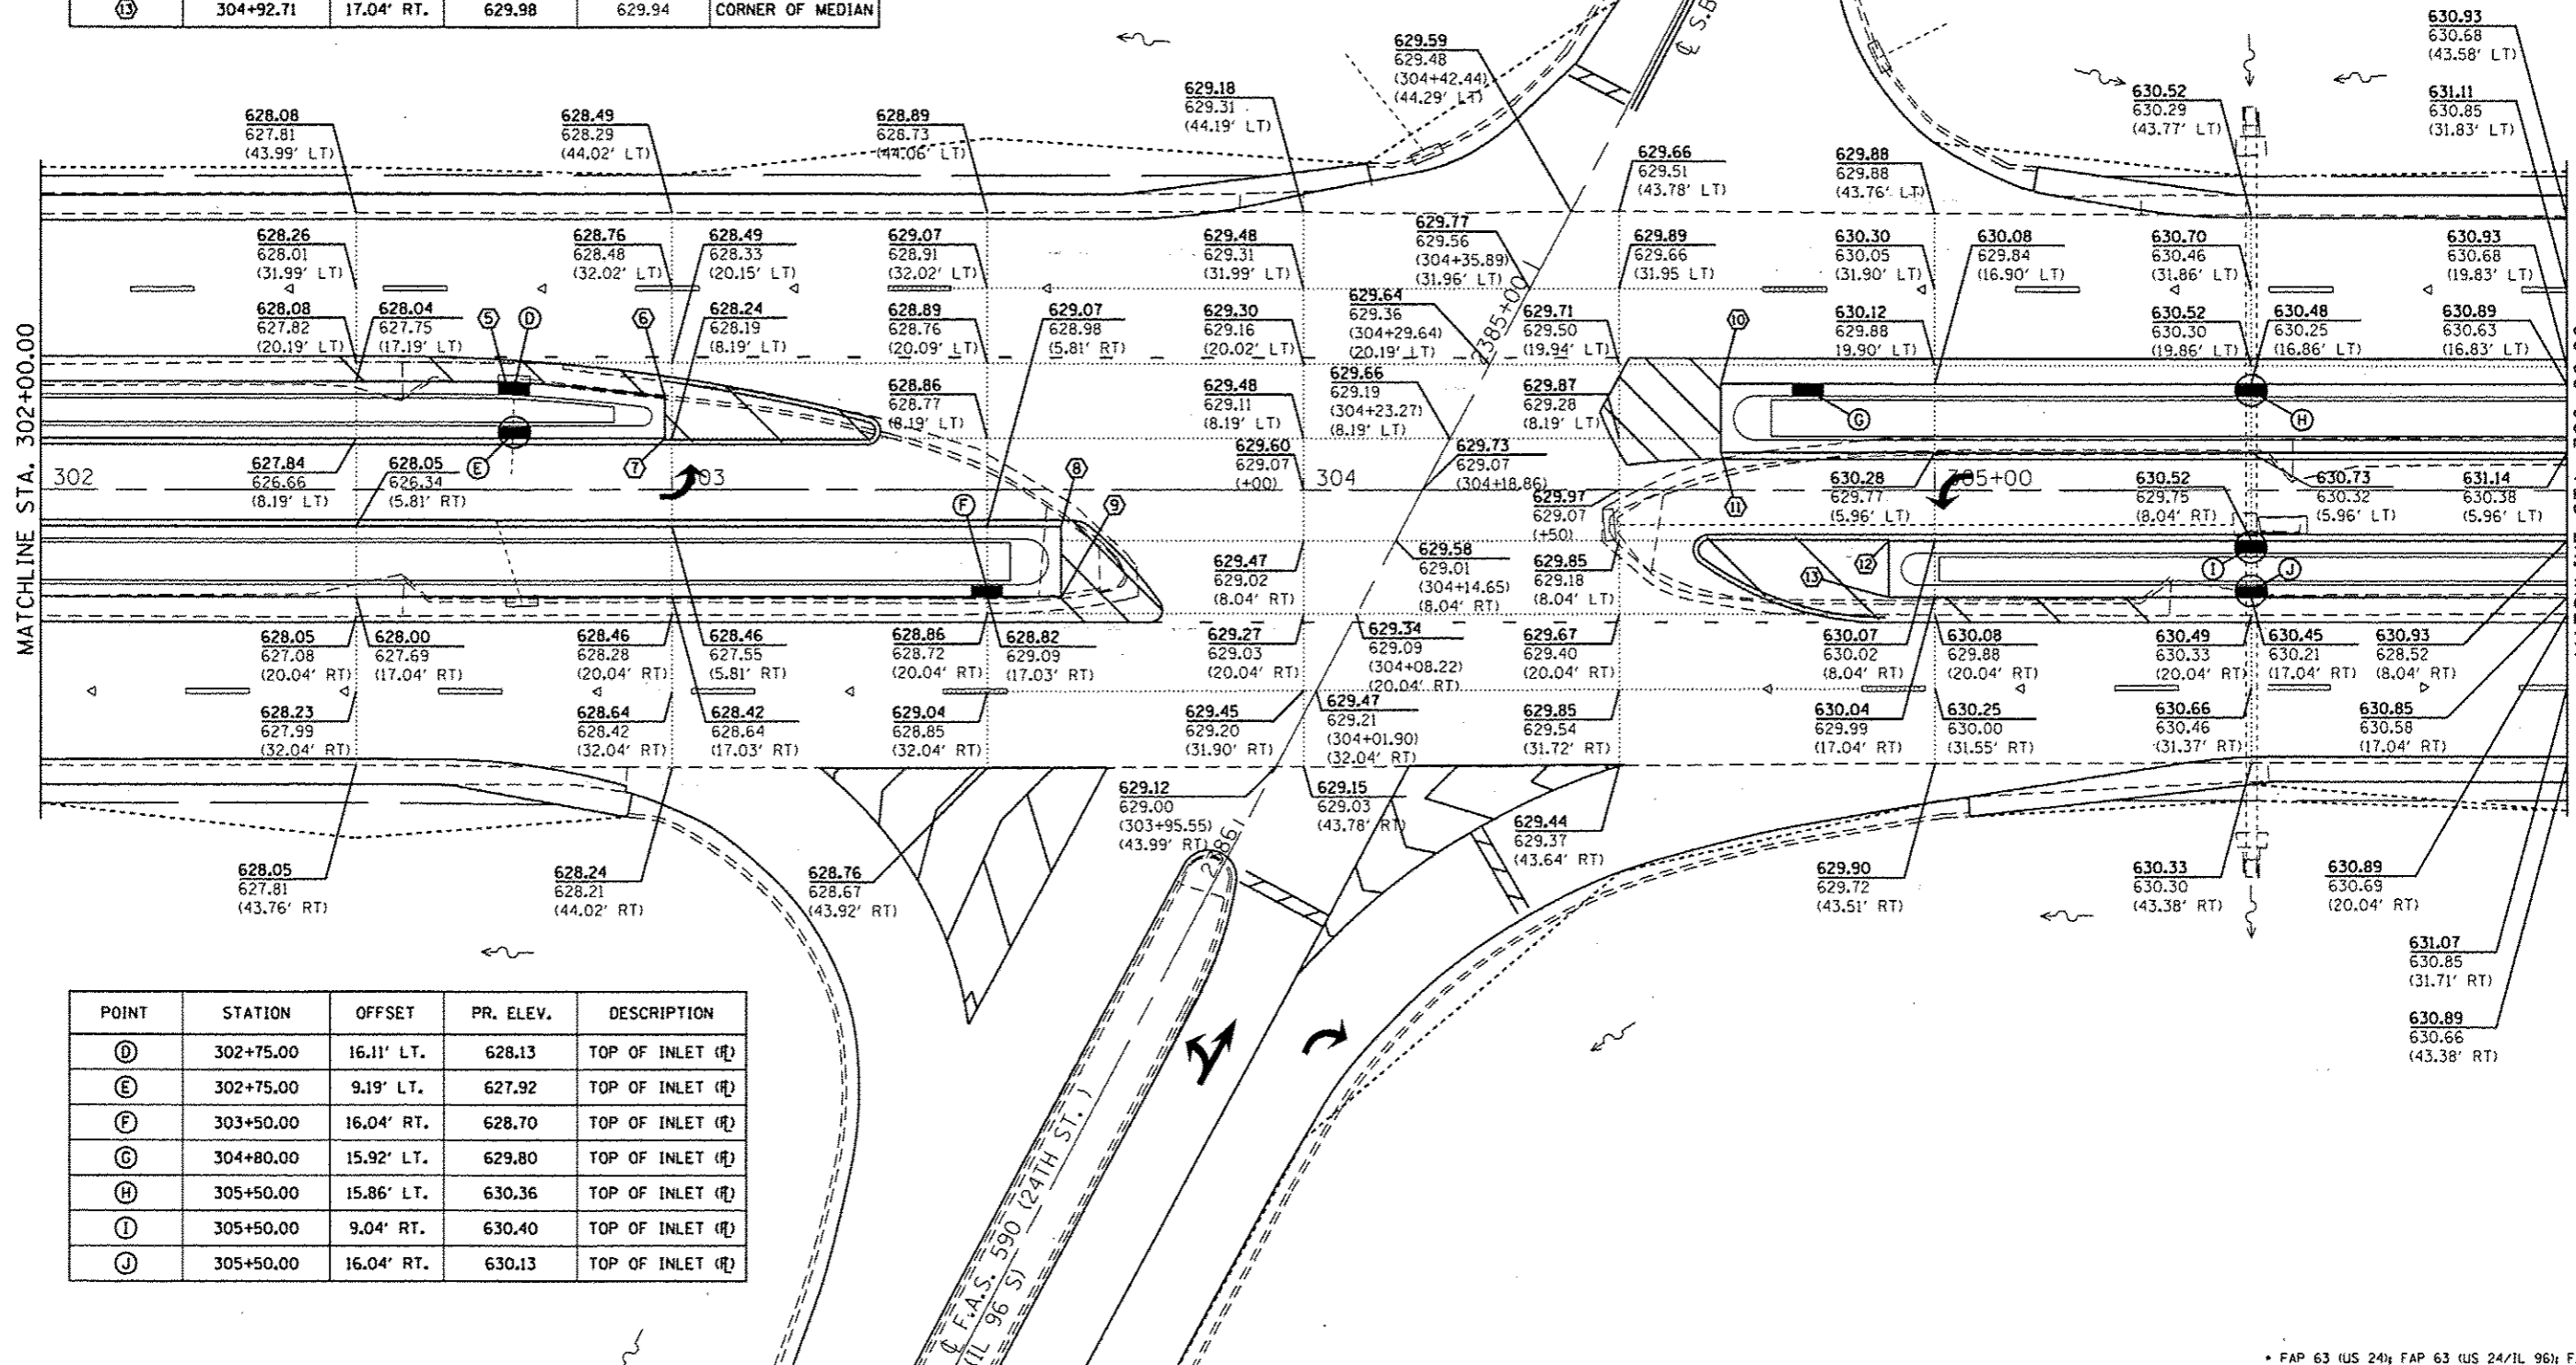 13 304+92.71 17.04' RT. 629.98 629.94 CORNER OF MEDIAN
630.93
630.68
(43.58' LT)
629.59
629.48
(304+42.44)
(44.29' LT)
℄ S.B
629.18
629.31
(44.19' LT)
630.52
630.29
(43.77' LT)
631.11
630.85
(31.83' LT)
628.08
627.81
(43.99' LT)
628.49
628.29
(44.02' LT)
628.89
628.73
(44.06' LT)
629.66
629.51
(43.78' LT)
629.88
629.88
(43.76' LT)
628.26
628.01
(31.99' LT)
628.76
628.48
(32.02' LT)
628.49
628.33
(20.15' LT)
629.07
628.91
(32.02' LT)
629.48
629.31
(31.99' LT)
629.77
629.56
(304+35.89)
(31.96' LT)
629.89
629.66
(31.95 LT)
630.30
630.05
(31.90' LT)
630.08
629.84
(16.90' LT)
630.70
630.46
(31.86' LT)
630.93
630.68
(19.83' LT)
628.08
627.82
(20.19' LT)
628.04
627.75
(17.19' LT)
5
D
6
628.24
628.19
(8.19' LT)
628.89
628.76
(20.09' LT)
629.07
628.98
(5.81' RT)
629.30
629.16
(20.02' LT)
629.64
629.36
(304+29.64)
(20.19' LT)
2385+00
629.71
629.50
(19.94' LT)
10
630.12
629.88
19.90' LT)
630.52
630.30
(19.86' LT)
630.48
630.25
(16.86' LT)
630.89
630.63
(16.83' LT)
MATCHLINE STA. 302+00.00
628.86
628.77
(8.19' LT)
629.48
629.11
(8.19' LT)
629.66
629.19
(304+23.27)
(8.19' LT)
629.87
629.28
(8.19' LT)
G
H
302
627.84
626.66
(8.19' LT)
628.05
626.34
(5.81' RT)
E
7
03
8
F
9
629.60
629.07
(+00)
304
629.73
629.07
(304+18.86)
629.97
629.07
(+50)
11
630.28
629.77
(5.96' LT)
305+00
630.52
629.75
(8.04' RT)
630.73
630.32
(5.96' LT)
631.14
630.38
(5.96' LT)
629.47
629.02
(8.04' RT)
629.58
629.01
(304+14.65)
(8.04' RT)
629.85
629.18
(8.04' LT)
13
12
I
J
628.05
627.08
(20.04' RT)
628.00
627.69
(17.04' RT)
628.46
628.28
(20.04' RT)
628.46
627.55
(5.81' RT)
628.86
628.72
(20.04' RT)
628.82
629.09
(17.03' RT)
629.27
629.03
(20.04' RT)
629.34
629.09
(304+08.22)
(20.04' RT)
629.67
629.40
(20.04' RT)
630.07
630.02
(8.04' RT)
630.08
629.88
(20.04' RT)
630.49
630.33
(20.04' RT)
630.45
630.21
(17.04' RT)
630.93
628.52
(8.04' RT)
628.23
627.99
(32.04' RT)
628.64
628.42
(32.04' RT)
628.42
628.64
(17.03' RT)
629.04
628.85
(32.04' RT)
629.45
629.20
(31.90' RT)
629.47
629.21
(304+01.90)
(32.04' RT)
629.85
629.54
(31.72' RT)
630.04
629.99
(17.04' RT)
630.25
630.00
(31.55' RT)
630.66
630.46
(31.37' RT)
630.85
630.58
(17.04' RT)
629.12
629.00
(303+95.55)
(43.99' RT)
629.15
629.03
(43.78' RT)
629.44
629.37
(43.64' RT)
2386
628.05
627.81
(43.76' RT)
628.24
628.21
(44.02' RT)
628.76
628.67
(43.92' RT)
629.90
629.72
(43.51' RT)
630.33
630.30
(43.38' RT)
630.89
630.69
(20.04' RT)
631.07
630.85
(31.71' RT)
630.89
630.66
(43.38' RT)
POINT STATION OFFSET PR. ELEV. DESCRIPTION
D 302+75.00 16.11' LT. 628.13 TOP OF INLET (℄)
E 302+75.00 9.19' LT. 627.92 TOP OF INLET (℄)
F 303+50.00 16.04' RT. 628.70 TOP OF INLET (℄)
G 304+80.00 15.92' LT. 629.80 TOP OF INLET (℄)
H 305+50.00 15.86' LT. 630.36 TOP OF INLET (℄)
I 305+50.00 9.04' RT. 630.40 TOP OF INLET (℄)
J 305+50.00 16.04' RT. 630.13 TOP OF INLET (℄)
℄ F.A.S. 590 (24TH ST.)
(IL 96 S)
* FAP 63 (US 24); FAP 63 (US 24/IL 96); F